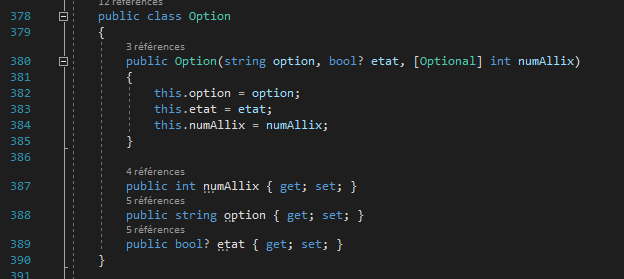 12 références
378 public class Option
379 {
3 références
380 public Option(string option, bool? etat, [Optional] int numAllix)
381 {
382 this.option = option;
383 this.etat = etat;
384 this.numAllix = numAllix;
385 }
386
4 références
387 public int numAllix { get; set; }
5 références
388 public string option { get; set; }
5 références
389 public bool? etat { get; set; }
390 }
391